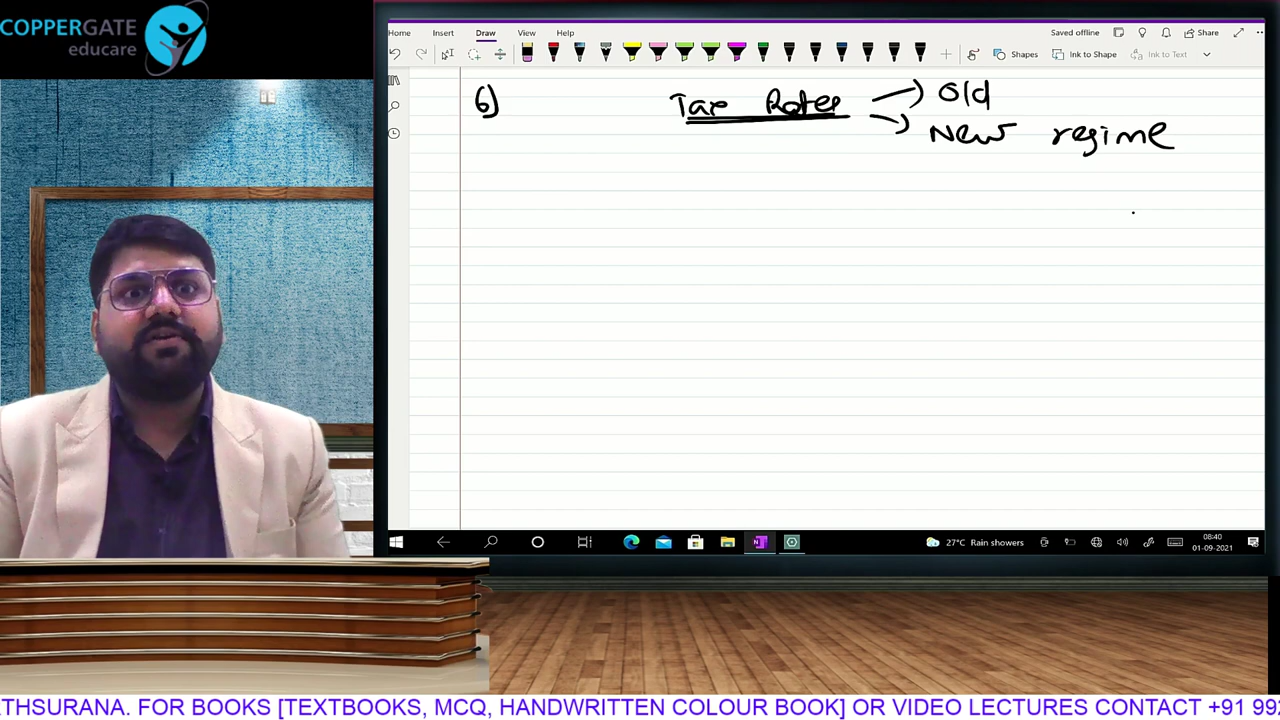 COPPERGATE
educare
Home Insert Draw View Help
Saved offline
Share
Shapes
Ink to Shape
Ink to Text
6) Tax Rates → Old
→ New regime
27°C Rain showers
08:40
01-09-2021
THSURANA. FOR BOOKS [TEXTBOOKS, MCQ, HANDWRITTEN COLOUR BOOK] OR VIDEO LECTURES CONTACT +91 992